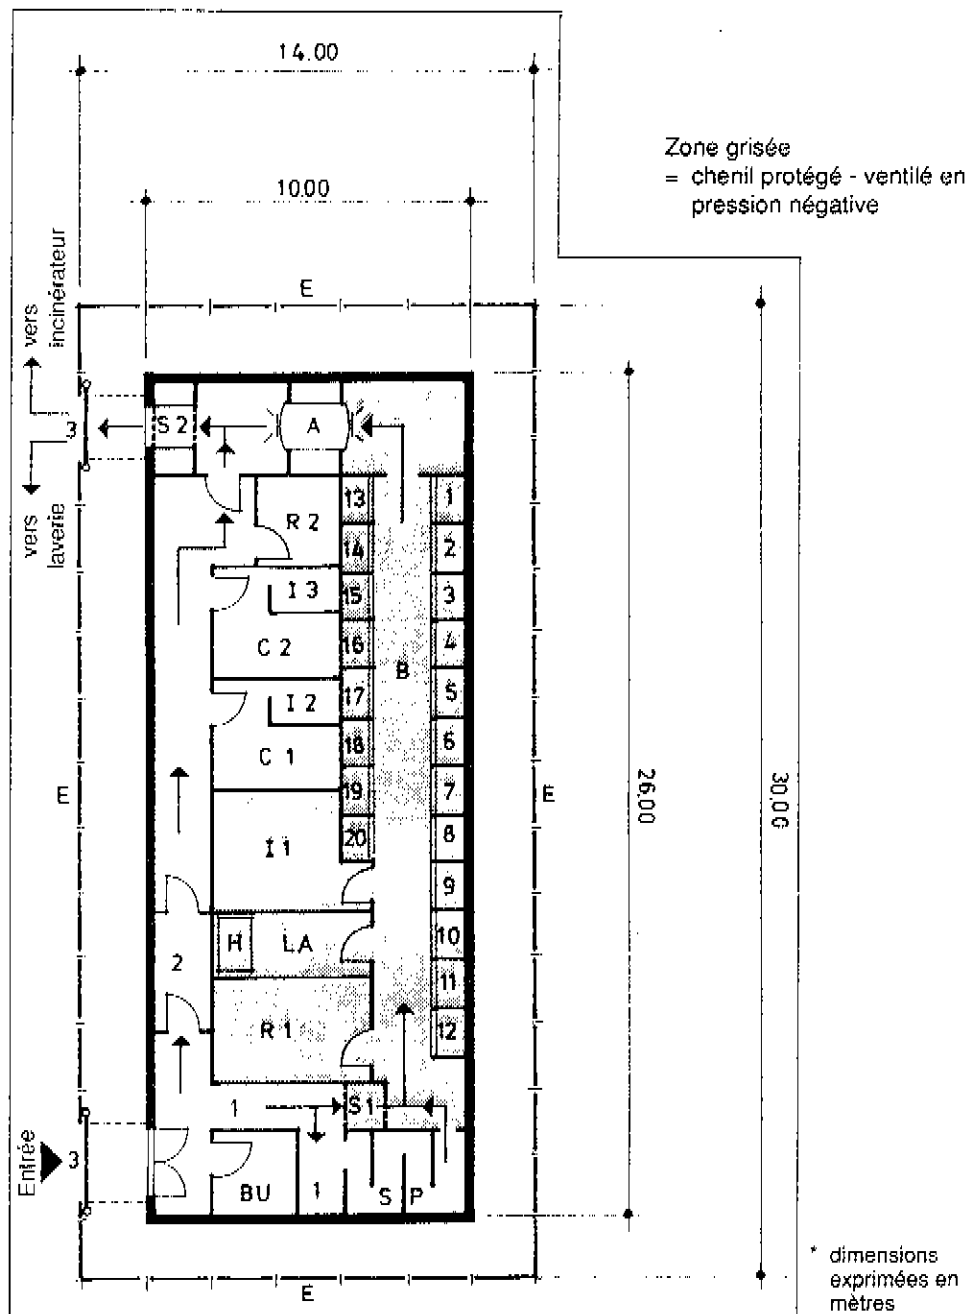 14.00
Zone grisée
= chenil protégé - ventilé en
pression négative
10.00
vers
incinérateur
E
3
S 2
A
vers
laverie
13
1
R 2
14
2
I 3
15
3
C 2
16
4
B
I 2
17
5
18
6
C 1
E
19
7
E
26.00
30.00
I 1
20
8
9
H
LA
10
2
11
R 1
12
1
S 1
Entrée
3
BU
1
S P
E
* dimensions
exprimées en
mètres